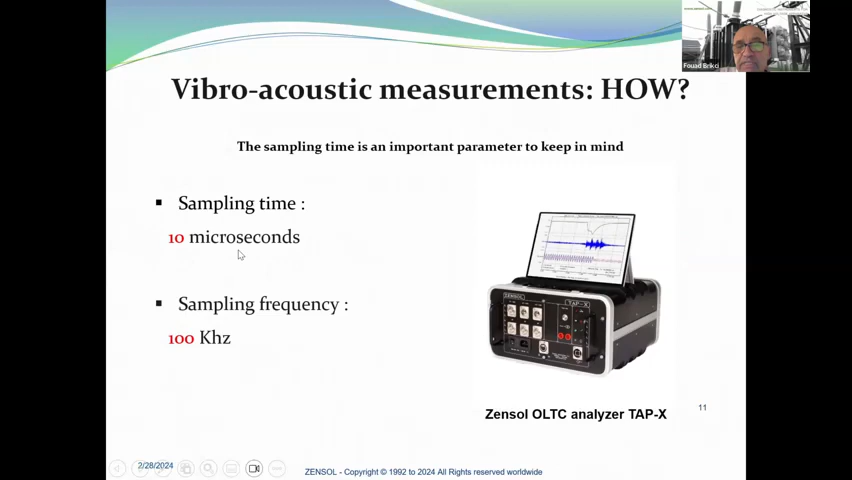 Fouad Brikci
Vibro-acoustic measurements: HOW?
The sampling time is an important parameter to keep in mind
▪ Sampling time :
10 microseconds
▪ Sampling frequency :
100 Khz
ZENSOL
TAP-X
Zensol OLTC analyzer TAP-X
11
2/28/2024
ZENSOL - Copyright © 1992 to 2024 All Rights reserved worldwide